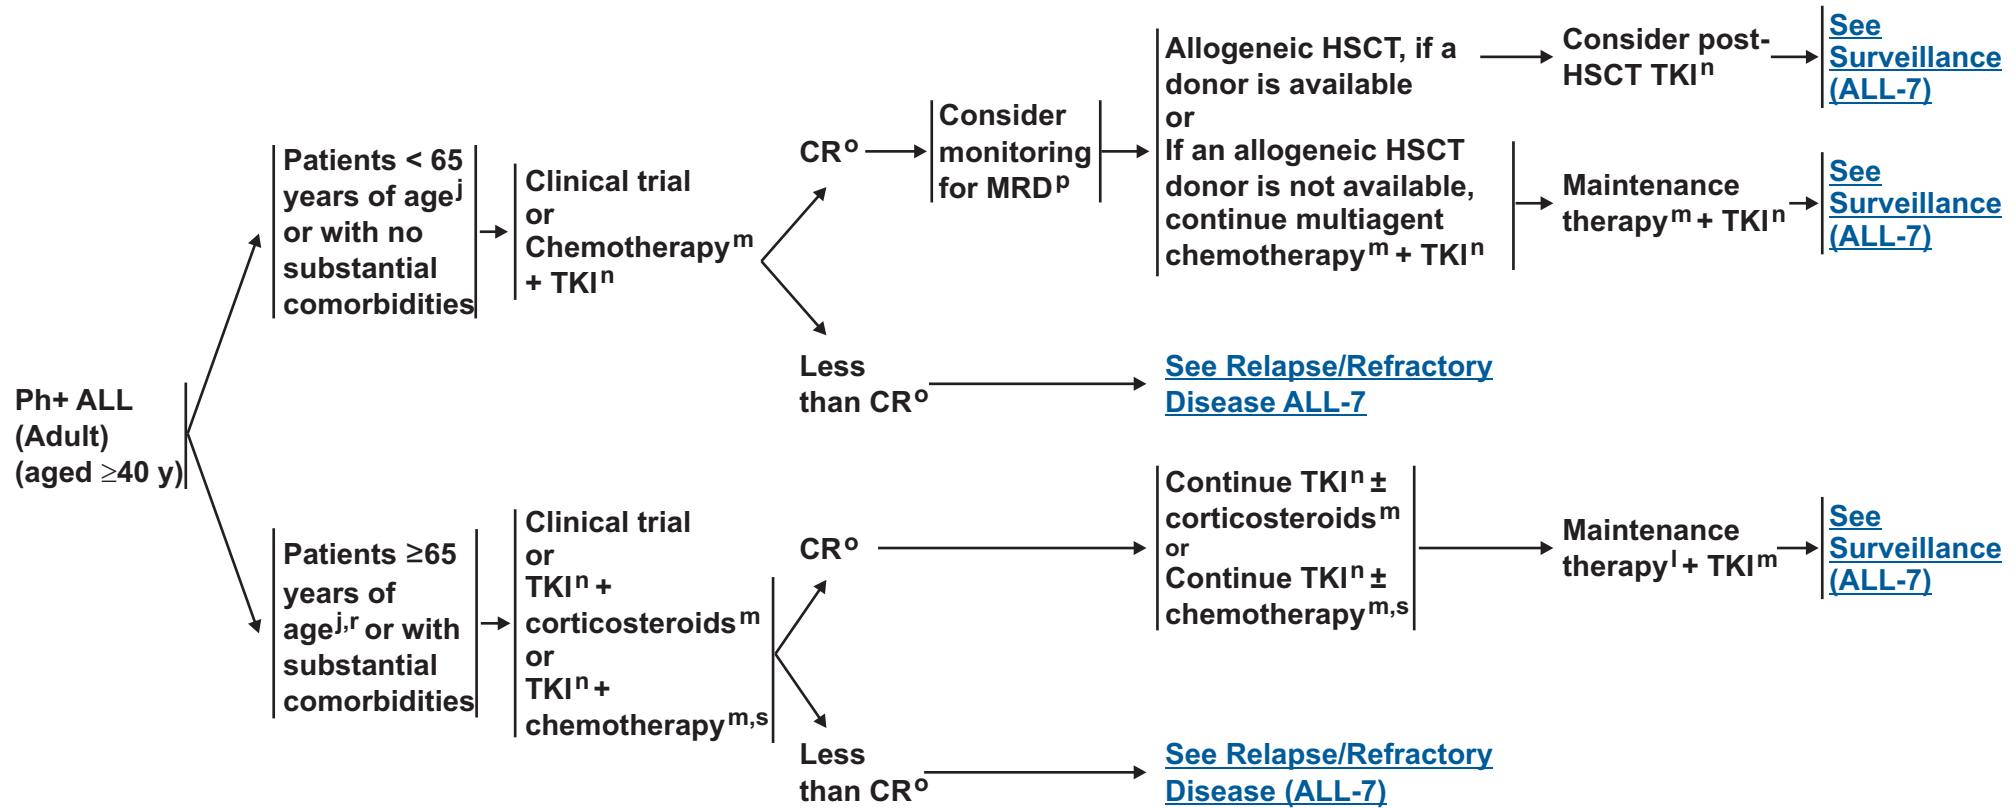 Ph+ ALL
(Adult)
(aged ≥40 y)
Patients < 65
years of ageʲ
or with no
substantial
comorbidities
Clinical trial
or
Chemotherapyᵐ
+ TKIⁿ
CRᵒ
Consider
monitoring
for MRDᵖ
Allogeneic HSCT, if a
donor is available
or
If an allogeneic HSCT
donor is not available,
continue multiagent
chemotherapyᵐ + TKIⁿ
Consider post-
HSCT TKIⁿ
See
Surveillance
(ALL-7)
Maintenance
therapyᵐ + TKIⁿ
See
Surveillance
(ALL-7)
Less
than CRᵒ
See Relapse/Refractory
Disease ALL-7
Patients ≥65
years of
ageʲ,ʳ or with
substantial
comorbidities
Clinical trial
or
TKIⁿ +
corticosteroidsᵐ
or
TKIⁿ +
chemotherapyᵐ,ˢ
CRᵒ
Continue TKIⁿ ±
corticosteroidsᵐ
or
Continue TKIⁿ ±
chemotherapyᵐ,ˢ
Maintenance
therapyˡ + TKIᵐ
See
Surveillance
(ALL-7)
Less
than CRᵒ
See Relapse/Refractory
Disease (ALL-7)